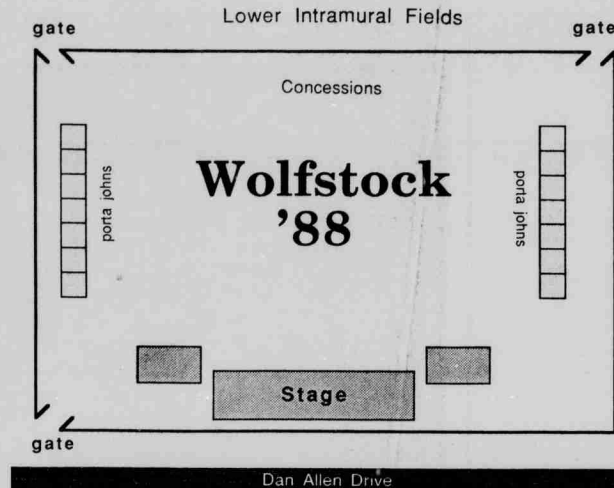 Lower Intramural Fields
gate
gate
Concessions
porta johns
Wolfstock
'88
porta johns
Stage
gate
Dan Allen Drive